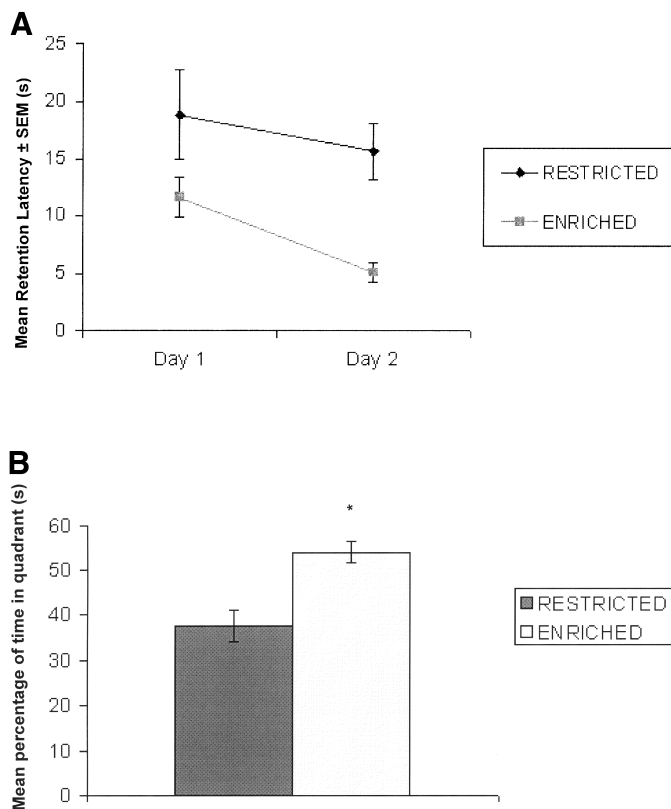 A
Mean Retention Latency ± SEM (s)
25
20
15
10
5
0
Day 1
Day 2
RESTRICTED
ENRICHED
B
Mean percentage of time in quadrant (s)
60
50
40
30
20
10
0
*
RESTRICTED
ENRICHED